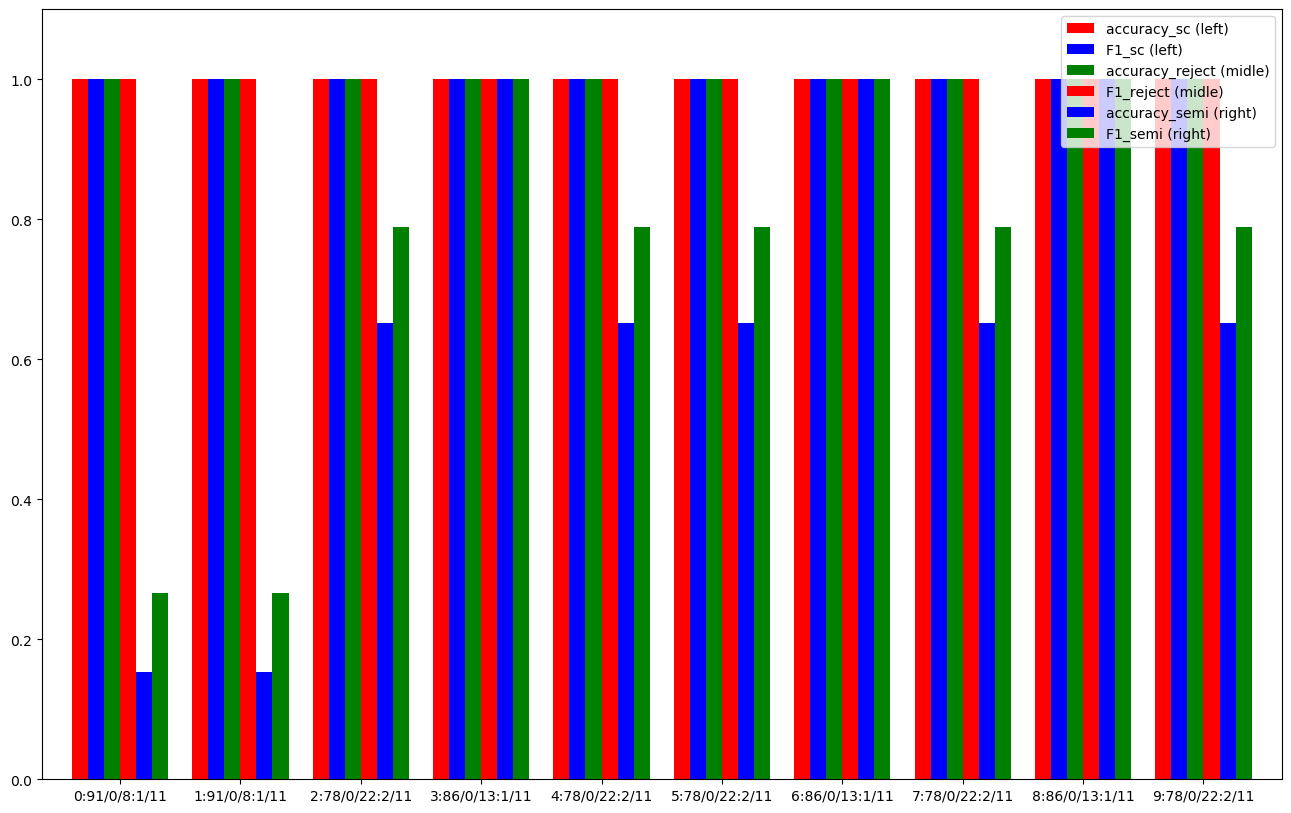 accuracy_sc (left)
F1_sc (left)
accuracy_reject (midle)
F1_reject (midle)
accuracy_semi (right)
F1_semi (right)
1.0
0.8
0.6
0.4
0.2
0.0
0:91/0/8:1/11 1:91/0/8:1/11 2:78/0/22:2/11 3:86/0/13:1/11 4:78/0/22:2/11 5:78/0/22:2/11 6:86/0/13:1/11 7:78/0/22:2/11 8:86/0/13:1/11 9:78/0/22:2/11